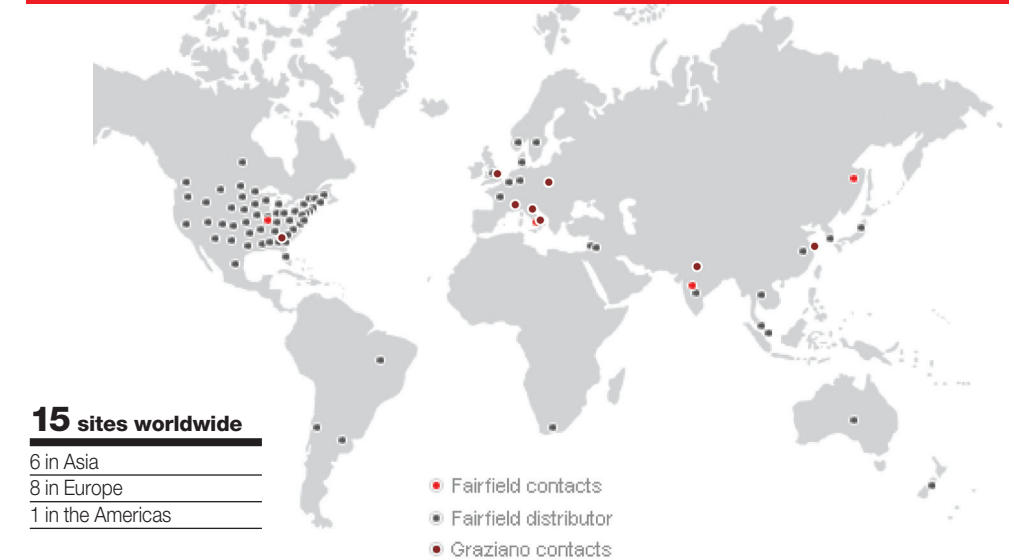 15 sites worldwide
6 in Asia
8 in Europe
1 in the Americas
Fairfield contacts
Fairfield distributor
Graziano contacts